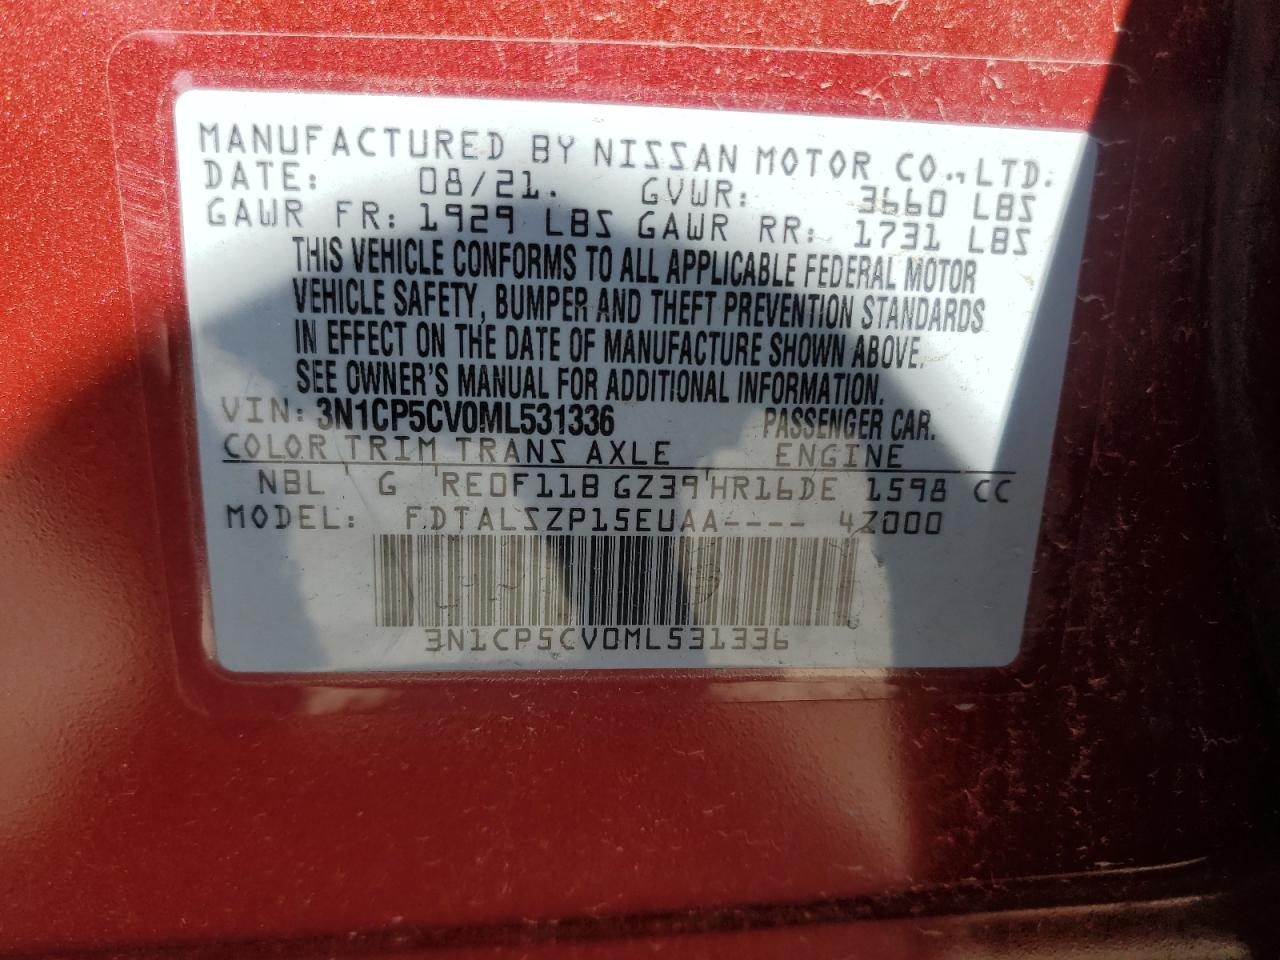 MANUFACTURED BY NISSAN MOTOR CO., LTD.
DATE: 08/21. GVWR: 3660 LBS
GAWR FR: 1929 LBS GAWR RR: 1731 LBS
THIS VEHICLE CONFORMS TO ALL APPLICABLE FEDERAL MOTOR
VEHICLE SAFETY, BUMPER AND THEFT PREVENTION STANDARDS
IN EFFECT ON THE DATE OF MANUFACTURE SHOWN ABOVE.
SEE OWNER'S MANUAL FOR ADDITIONAL INFORMATION.
VIN: 3N1CP5CV0ML531336 PASSENGER CAR.
COLOR TRIM TRANS AXLE ENGINE
NBL G RE0F11B GZ39 HR16DE 1598 CC
MODEL: FDTALSZP15EUAA---- 4Z000
3N1CP5CV0ML531336